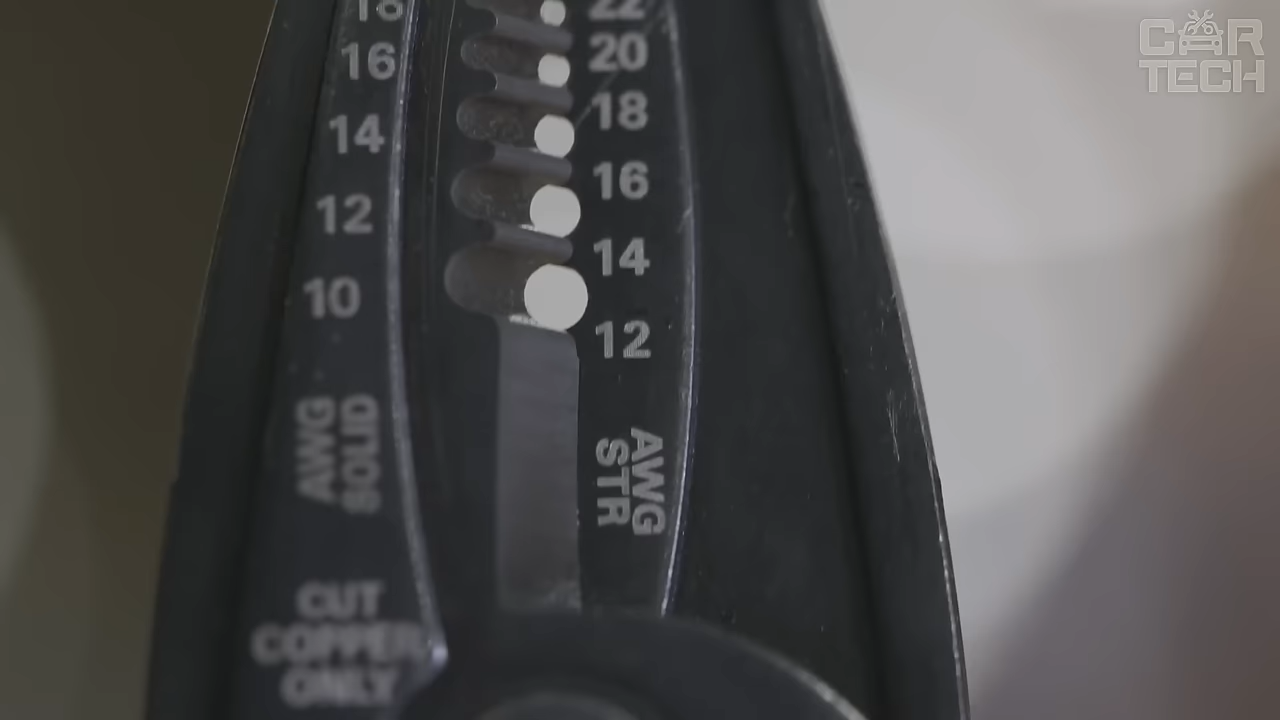 CAR
TECH
18 22
16 20
14 18
12 16
10 14
12
AWG
SOLID
AWG
STR
CUT
COPPER
ONLY